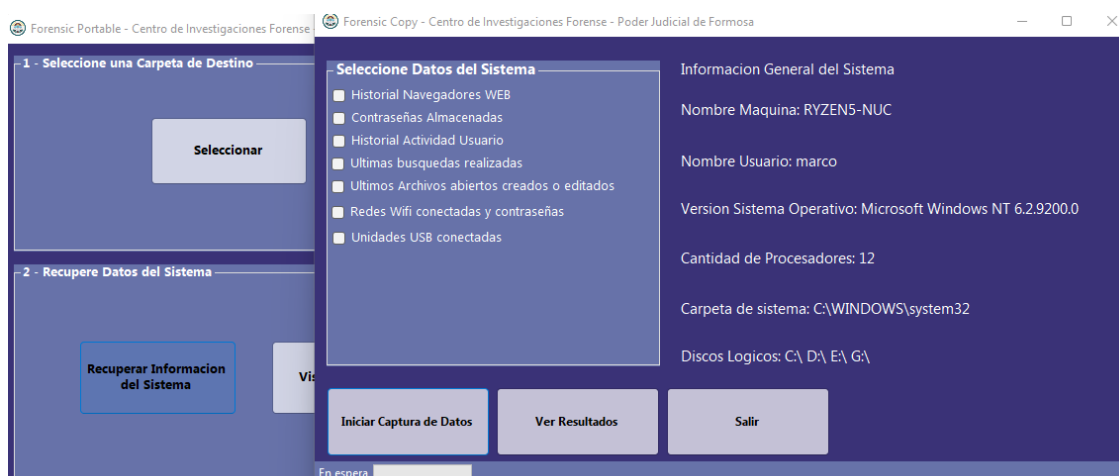 Forensic Portable - Centro de Investigaciones Forense
1 - Seleccione una Carpeta de Destino
Seleccionar
2 - Recupere Datos del Sistema
Recuperar Informacion
del Sistema
Forensic Copy - Centro de Investigaciones Forense - Poder Judicial de Formosa
Seleccione Datos del Sistema
Historial Navegadores WEB
Contraseñas Almacenadas
Historial Actividad Usuario
Ultimas busquedas realizadas
Ultimos Archivos abiertos creados o editados
Redes Wifi conectadas y contraseñas
Unidades USB conectadas
Informacion General del Sistema
Nombre Maquina: RYZEN5-NUC
Nombre Usuario: marco
Version Sistema Operativo: Microsoft Windows NT 6.2.9200.0
Cantidad de Procesadores: 12
Carpeta de sistema: C:\WINDOWS\system32
Discos Logicos: C:\ D:\ E:\ G:\
Iniciar Captura de Datos
Ver Resultados
Salir
En espera